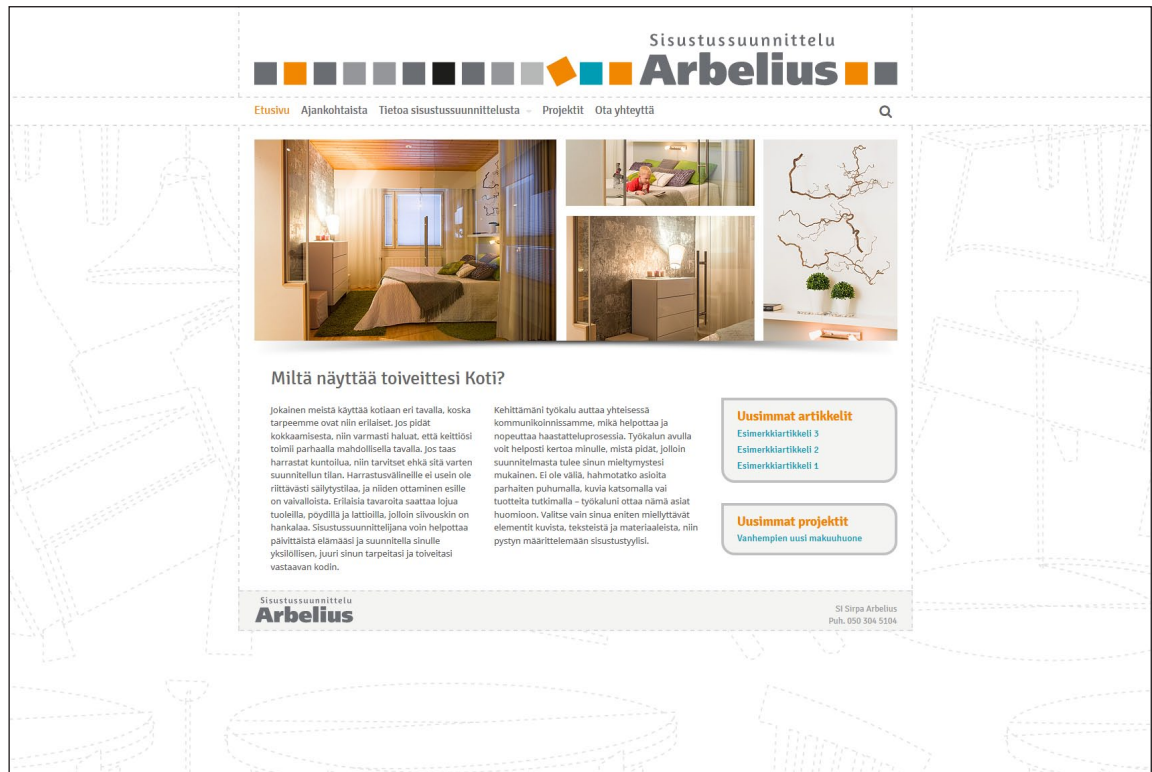 Sisustussuunnittelu
Arbelius
Etusivu Ajankohtaista Tietoa sisustussuunnittelusta Projektit Ota yhteyttä
Miltä näyttää toiveittesi Koti?
Jokainen meistä käyttää kotiaan eri tavalla, koska
tarpeemme ovat niin erilaiset. Jos pidät
kokkaamisesta, niin varmasti haluat, että keittiösi
toimii parhaalla mahdollisella tavalla. Jos taas
harrastat kuntoilua, niin tarvitset ehkä sitä varten
suunnitellun tilan. Harrastusvälineille ei usein ole
riittävästi säilytystilaa, ja niiden ottaminen esille
on vaivalloista. Erilaisia tavaroita saattaa lojua
tuoleilla, pöydillä ja lattioilla, jolloin siivouskin on
hankalaa. Sisustussuunnittelijana voin helpottaa
päivittäistä elämääsi ja suunnitella sinulle
yksilöllisen, juuri sinun tarpeitasi ja toiveitasi
vastaavan kodin.
Kehittämäni työkalu auttaa yhteisessä
kommunikoinnissamme, mikä helpottaa ja
nopeuttaa haastatteluprosessia. Työkalun avulla
voit helposti kertoa minulle, mistä pidät, jolloin
suunnitelmasta tulee sinun mieltymystesi
mukainen. Ei ole väliä, hahmotatko asioita
parhaiten puhumalla, kuvia katsomalla vai
tuotteita tutkimalla – työkaluni ottaa nämä asiat
huomioon. Valitse vain sinua eniten miellyttävät
elementit kuvista, teksteistä ja materiaaleista, niin
pystyn määrittelemään sisustustyylisi.
Uusimmat artikkelit
Esimerkkiartikkeli 3
Esimerkkiartikkeli 2
Esimerkkiartikkeli 1
Uusimmat projektit
Vanhempien uusi makuuhuone
Sisustussuunnittelu
Arbelius
SI Sirpa Arbelius
Puh. 050 304 5104